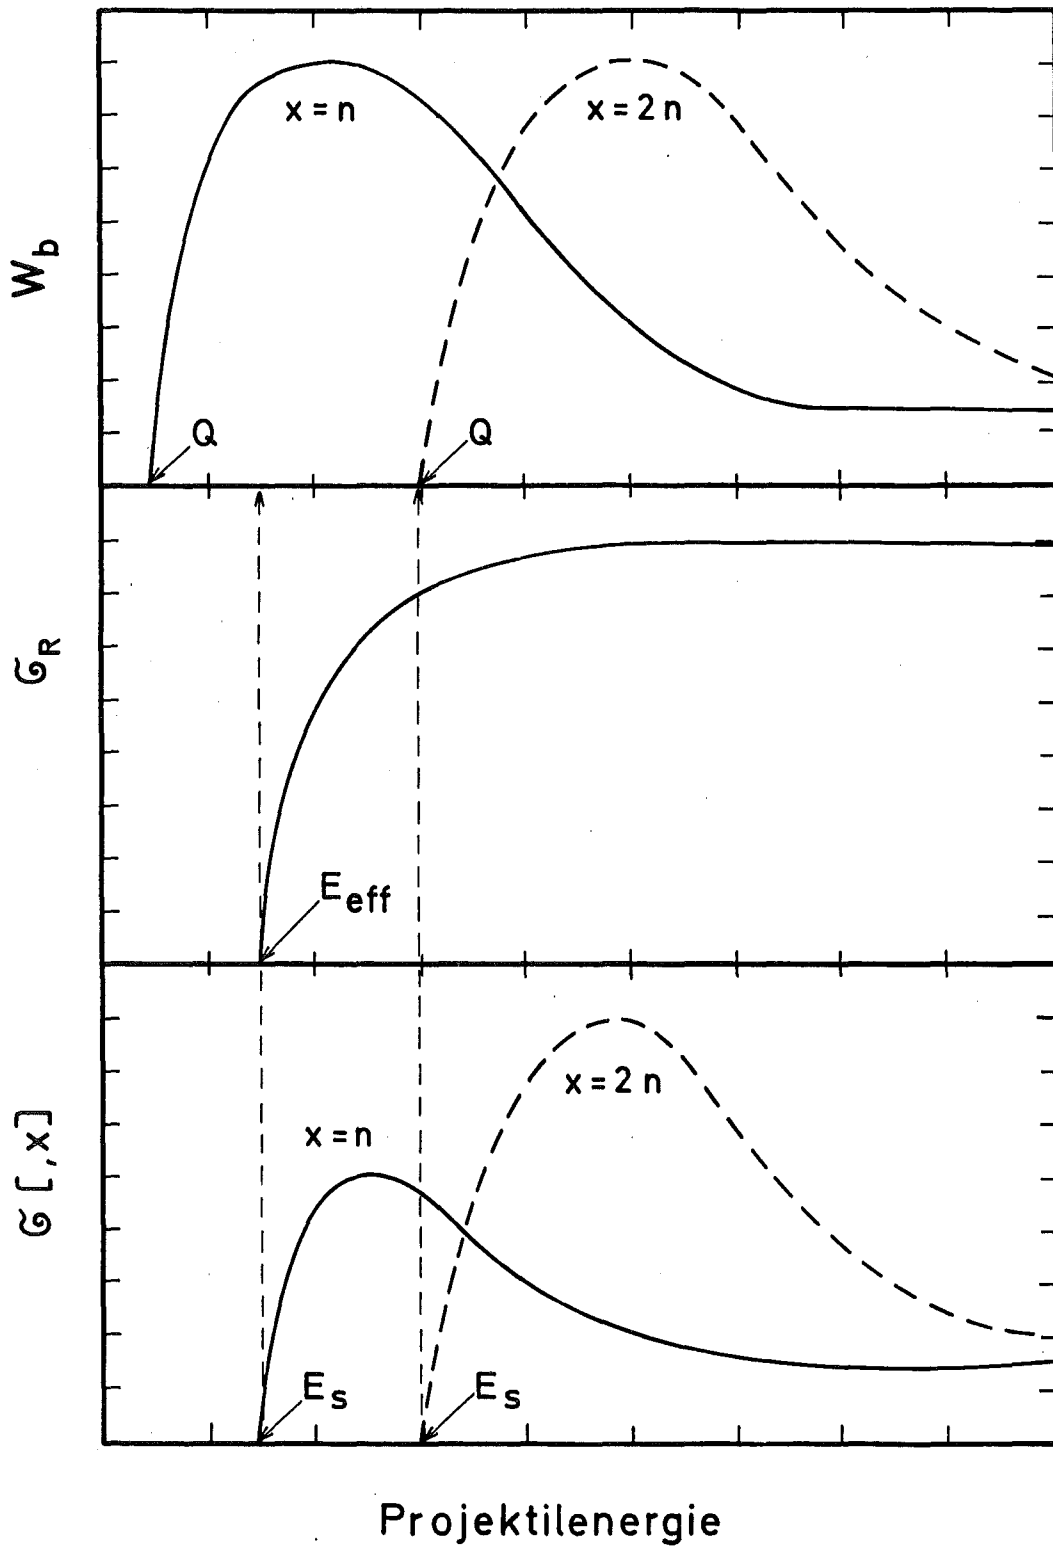 x = n
x = 2 n
W_b
Q
Q
σ_R
E_eff
x = 2 n
x = n
σ [ , x ]
E_s
E_s
Projektilenergie